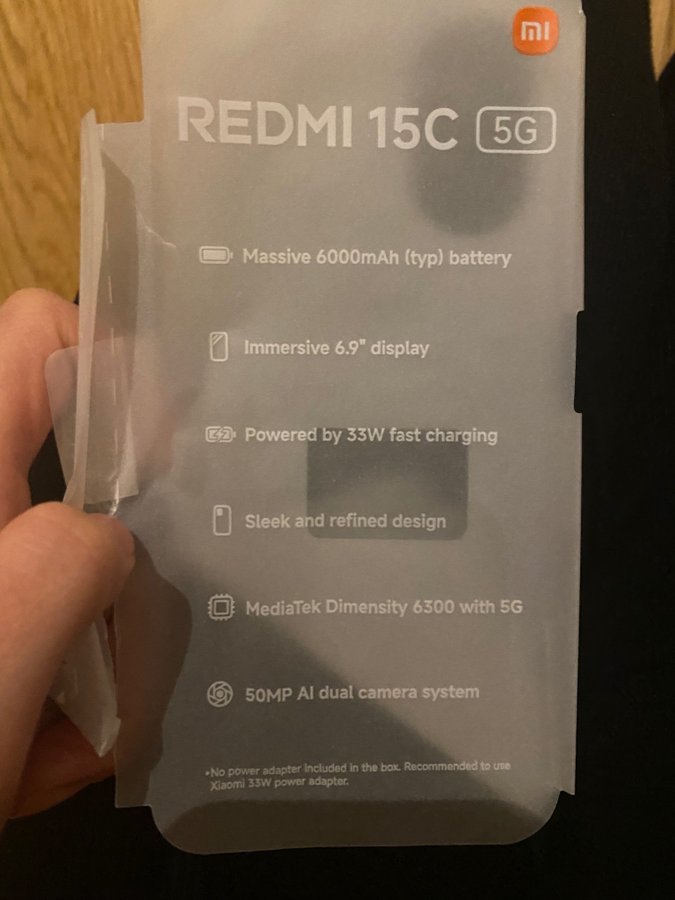 mi
REDMI 15C 5G
Massive 6000mAh (typ) battery
Immersive 6.9" display
Powered by 33W fast charging
Sleek and refined design
MediaTek Dimensity 6300 with 5G
50MP AI dual camera system
•No power adapter included in the box. Recommended to use
Xiaomi 33W power adapter.